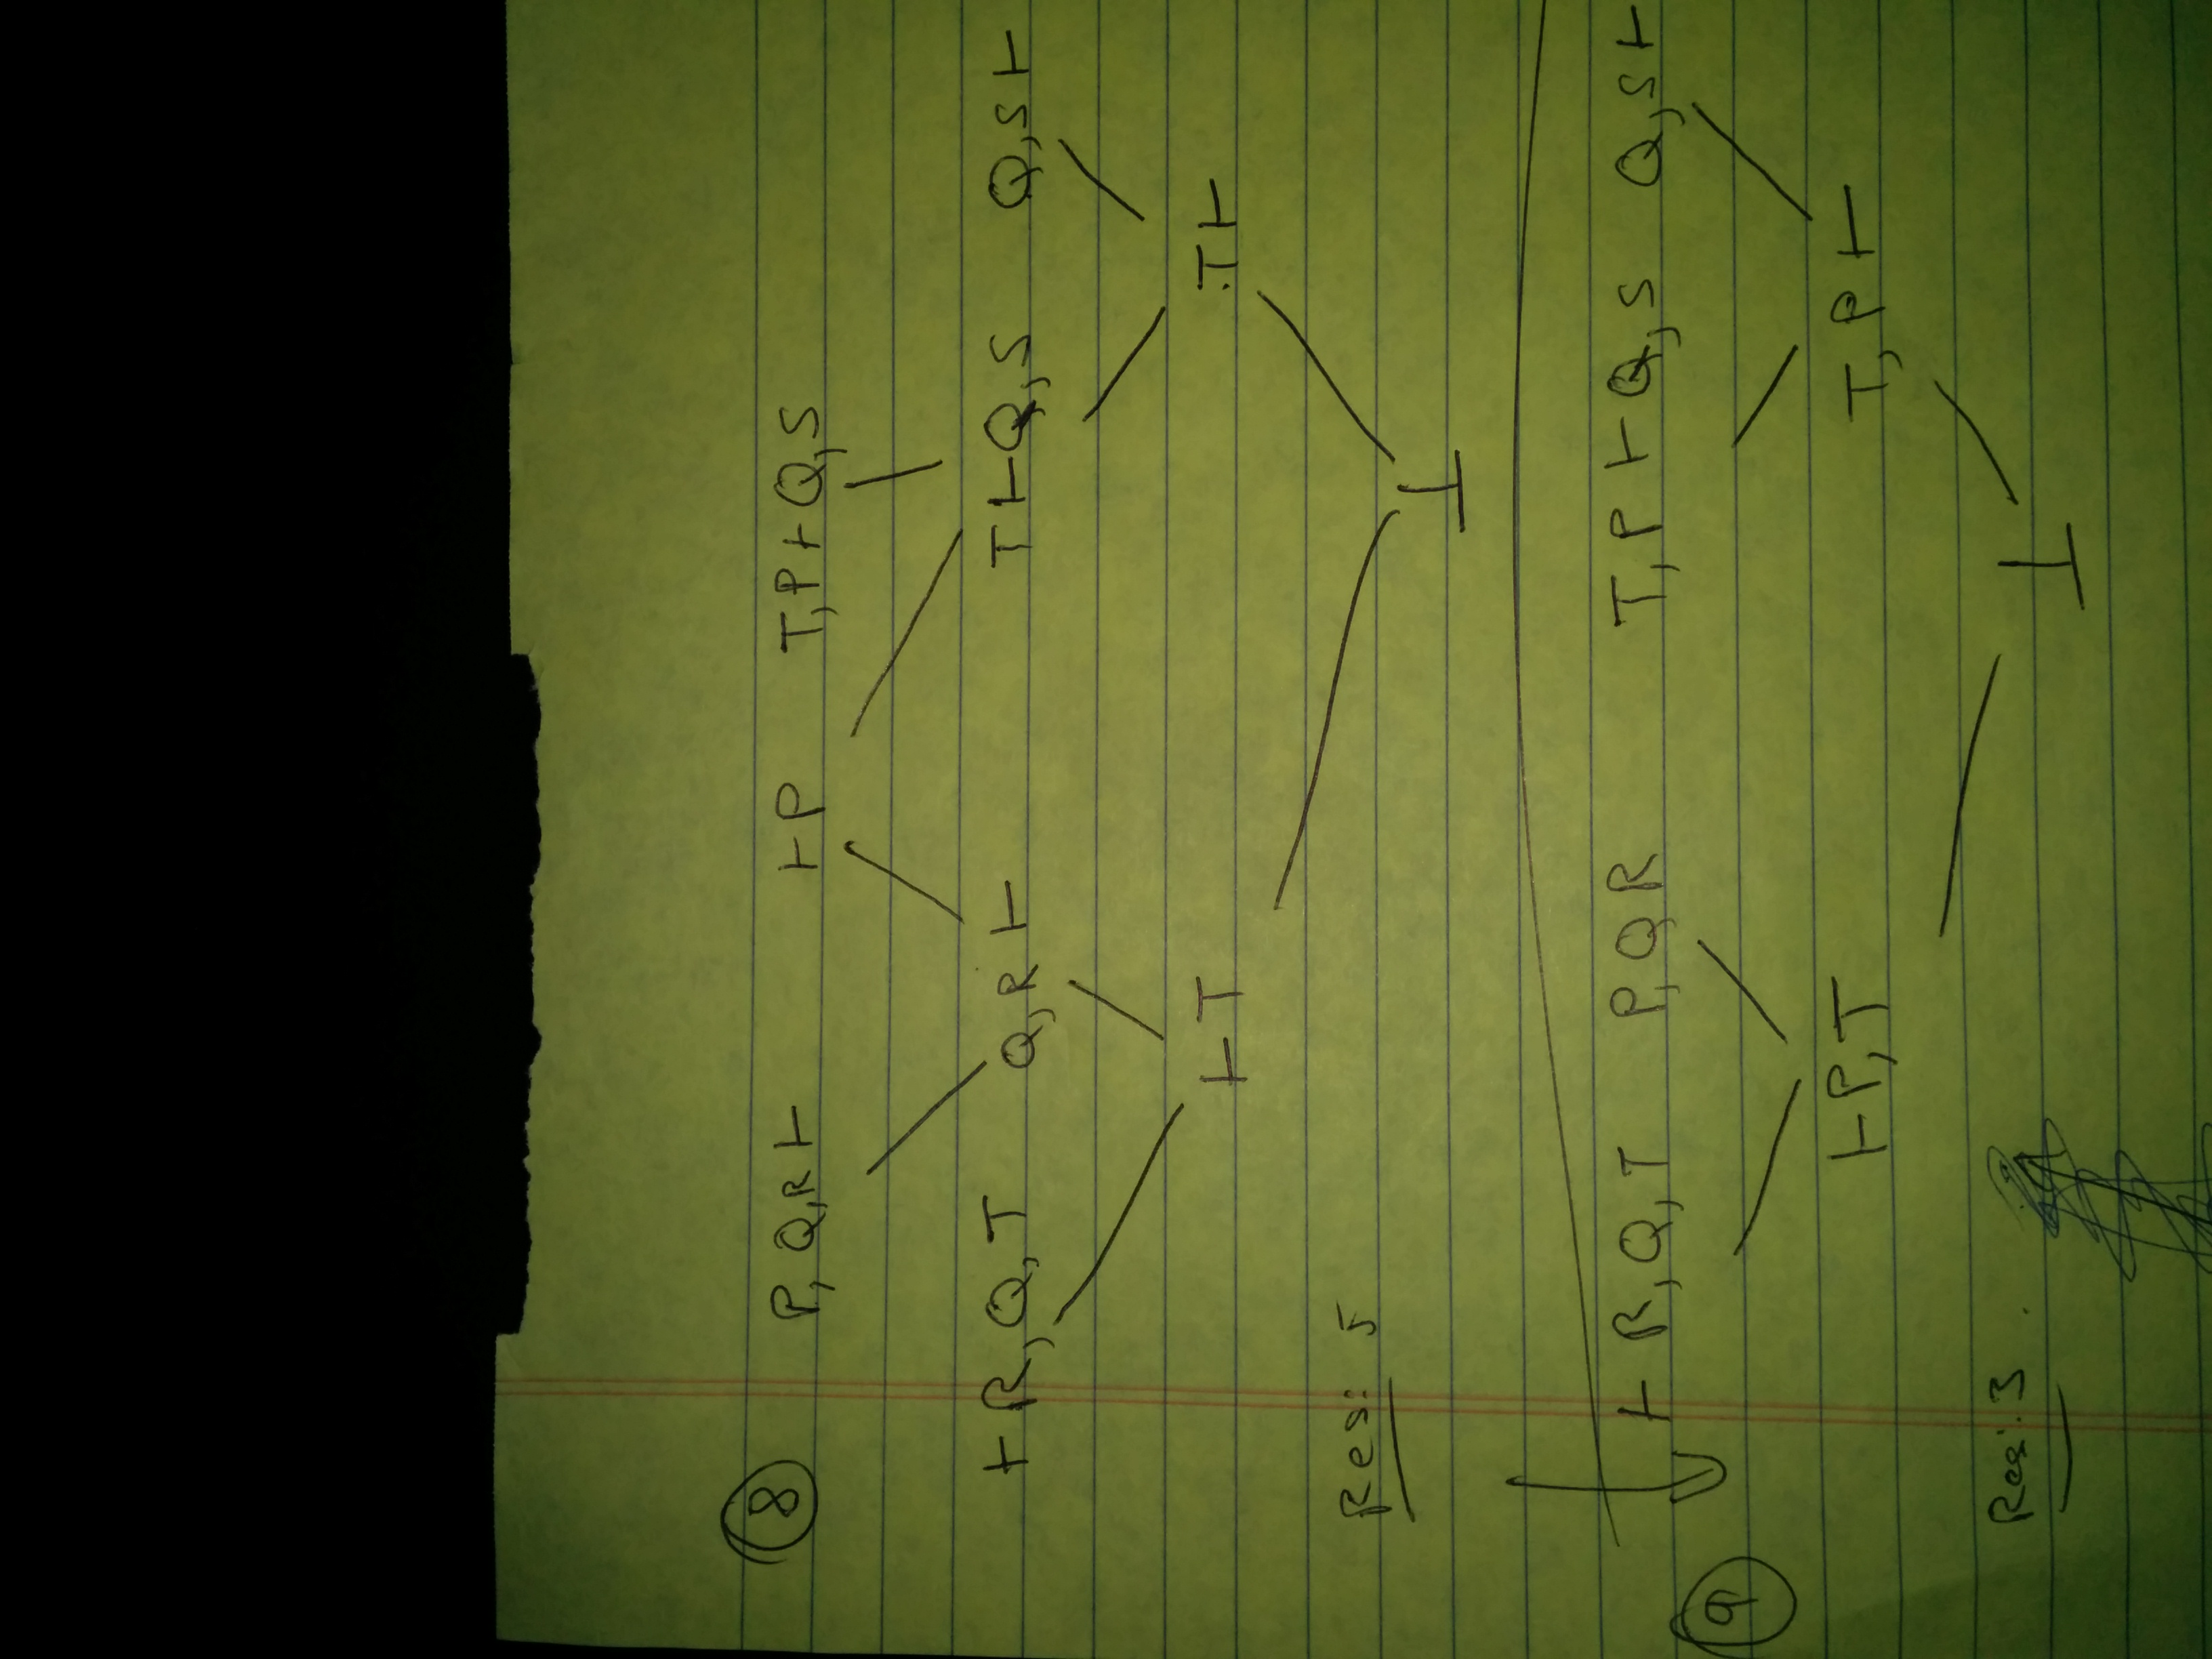 8
P, Q, R ⊢ ⊢ P T, P ⊢ Q, S
⊢ R, Q, T Q, R ⊢ T ⊢ Q, S Q, S ⊢
⊢ T T ⊢
Res: 5 ⊥
9
⊢ R, Q, T P, Q R T, P ⊢ Q, S Q, S ⊢
⊢ P, T T, P ⊢
Res: 3 ⊥